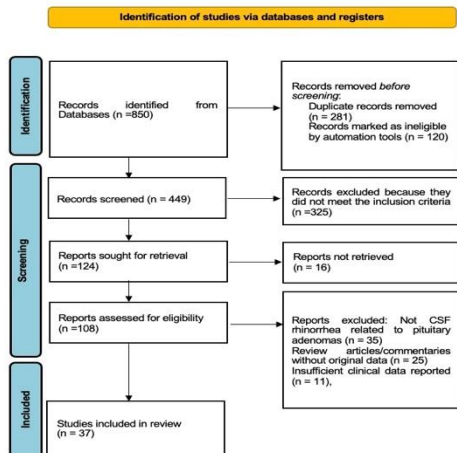 Identification of studies via databases and registers
Identification
Records identified from
Databases (n =850)
Records removed before
screening:
Duplicate records removed
(n = 281)
Records marked as ineligible
by automation tools (n = 120)
Screening
Records screened (n = 449)
Records excluded because they
did not meet the inclusion criteria
(n =325)
Reports sought for retrieval
(n =124)
Reports not retrieved
(n = 16)
Reports assessed for eligibility
(n =108)
Reports excluded: Not CSF
rhinorrhea related to pituitary
adenomas (n = 35)
Review articles/commentaries
without original data (n = 25)
Insufficient clinical data reported
(n = 11),
Included
Studies included in review
(n = 37)